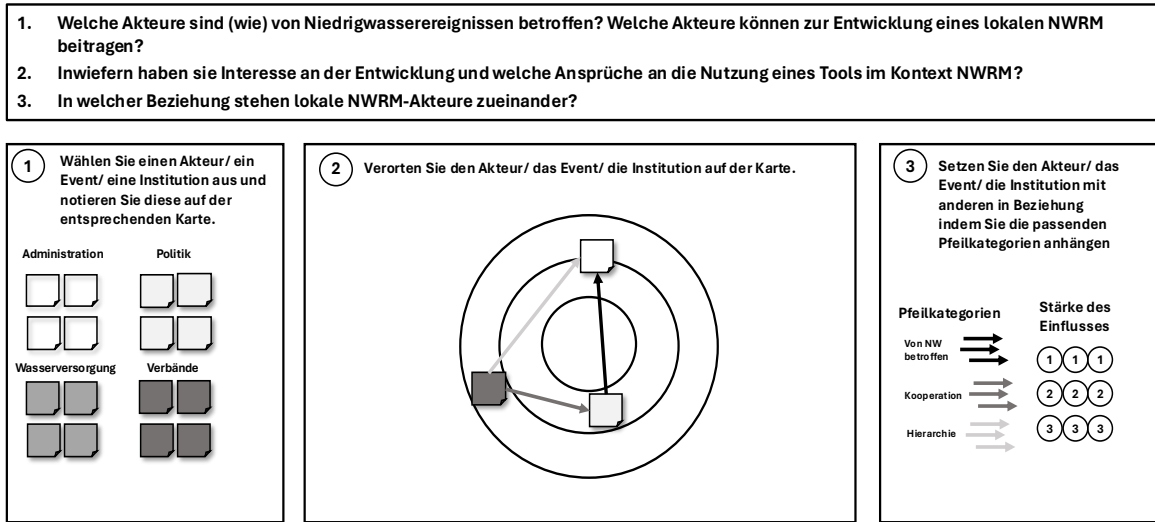 1. Welche Akteure sind (wie) von Niedrigwasserereignissen betroffen? Welche Akteure können zur Entwicklung eines lokalen NWRM
beitragen?
2. Inwiefern haben sie Interesse an der Entwicklung und welche Ansprüche an die Nutzung eines Tools im Kontext NWRM?
3. In welcher Beziehung stehen lokale NWRM-Akteure zueinander?
1
Wählen Sie einen Akteur/ ein
Event/ eine Institution aus und
notieren Sie diese auf der
entsprechenden Karte.
Administration
Politik
Wasserversorgung
Verbände
2
Verorten Sie den Akteur/ das Event/ die Institution auf der Karte.
3
Setzen Sie den Akteur/ das
Event/ die Institution mit
anderen in Beziehung
indem Sie die passenden
Pfeilkategorien anhängen
Pfeilkategorien
Von NW
betroffen
Kooperation
Hierarchie
Stärke des
Einflusses
1 1 1
2 2 2
3 3 3